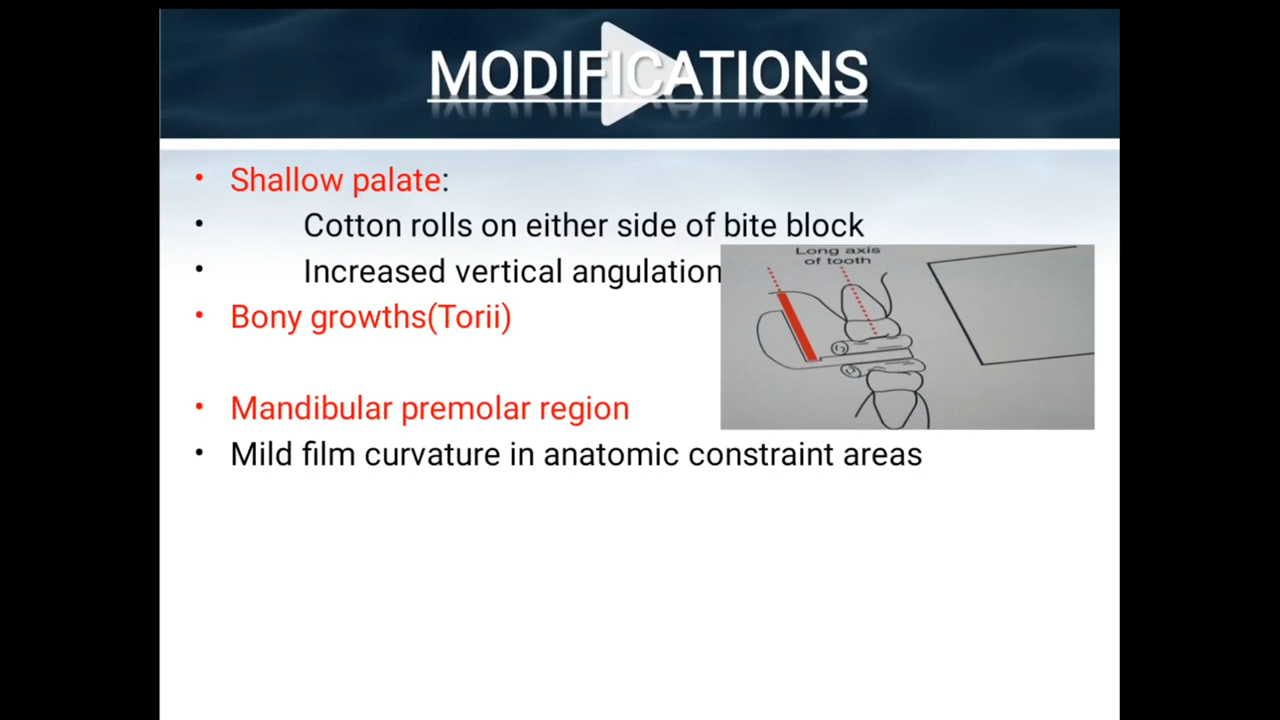 MODIFICATIONS
• Shallow palate:
• Cotton rolls on either side of bite block
• Increased vertical angulation
Long axis
of tooth
• Bony growths(Torii)
• Mandibular premolar region
• Mild film curvature in anatomic constraint areas